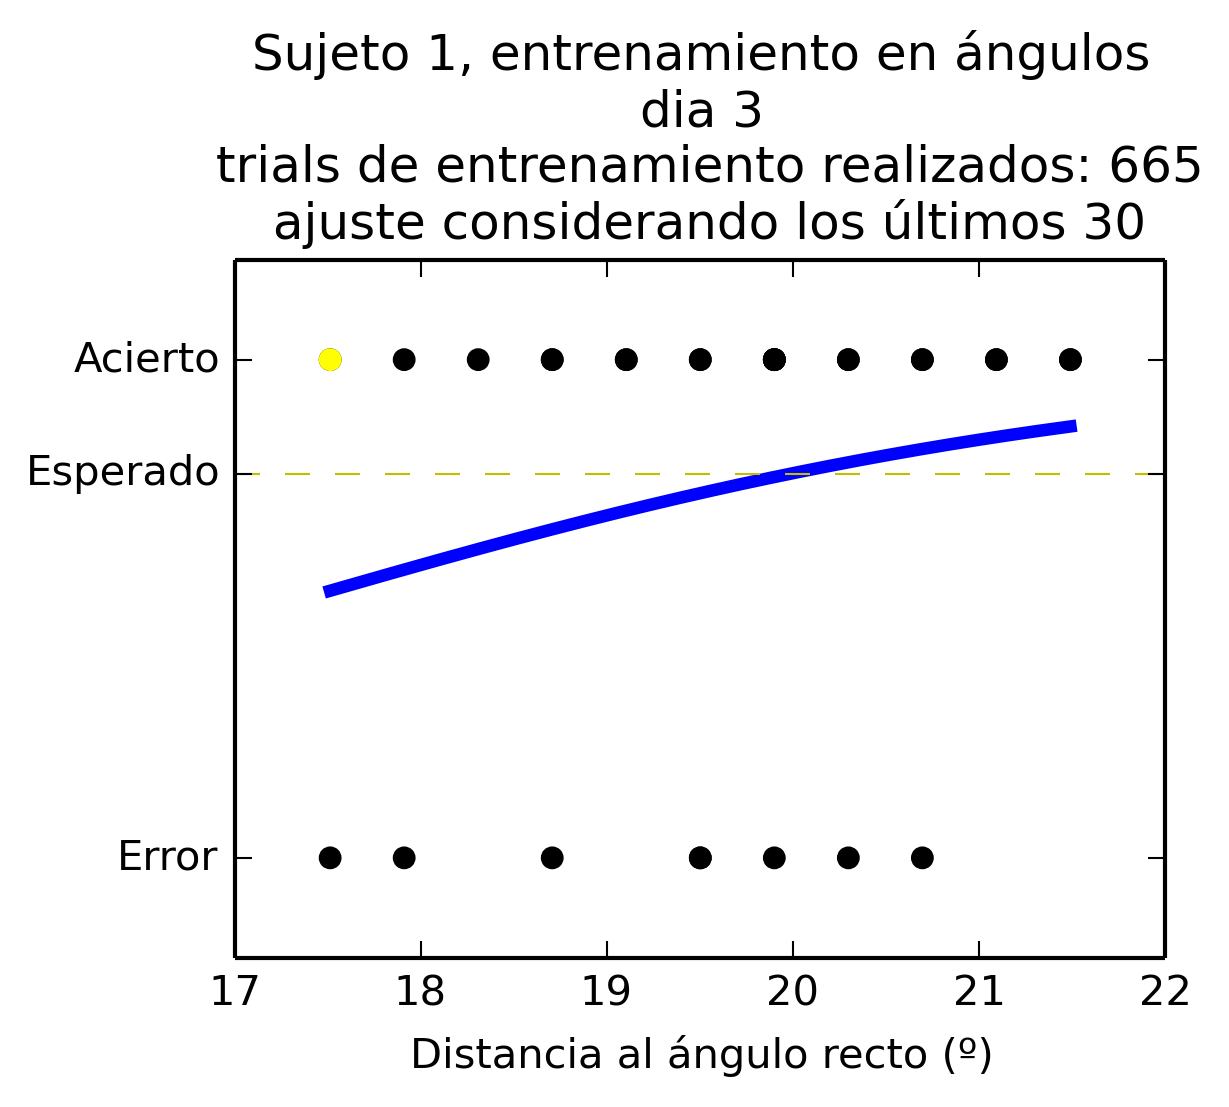 Sujeto 1, entrenamiento en ángulos
dia 3
trials de entrenamiento realizados: 665
ajuste considerando los últimos 30
Acierto
Esperado
Error
17 18 19 20 21 22
Distancia al ángulo recto (º)